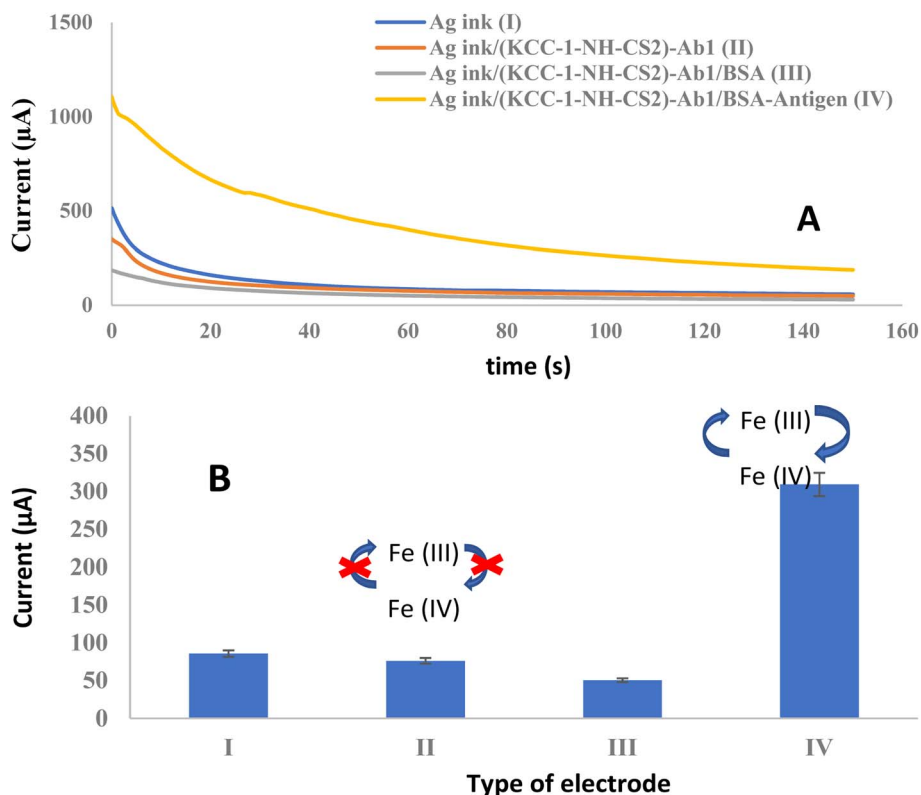 1500
1000
500
0
Current (µA)
Ag ink (I)
Ag ink/(KCC-1-NH-CS2)-Ab1 (II)
Ag ink/(KCC-1-NH-CS2)-Ab1/BSA (III)
Ag ink/(KCC-1-NH-CS2)-Ab1/BSA-Antigen (IV)
A
0 20 40 60 80 100 120 140 160
time (s)
400
350
300
250
200
150
100
50
0
Current (µA)
B
Fe (III)
Fe (IV)
Fe (III)
Fe (IV)
I II III IV
Type of electrode